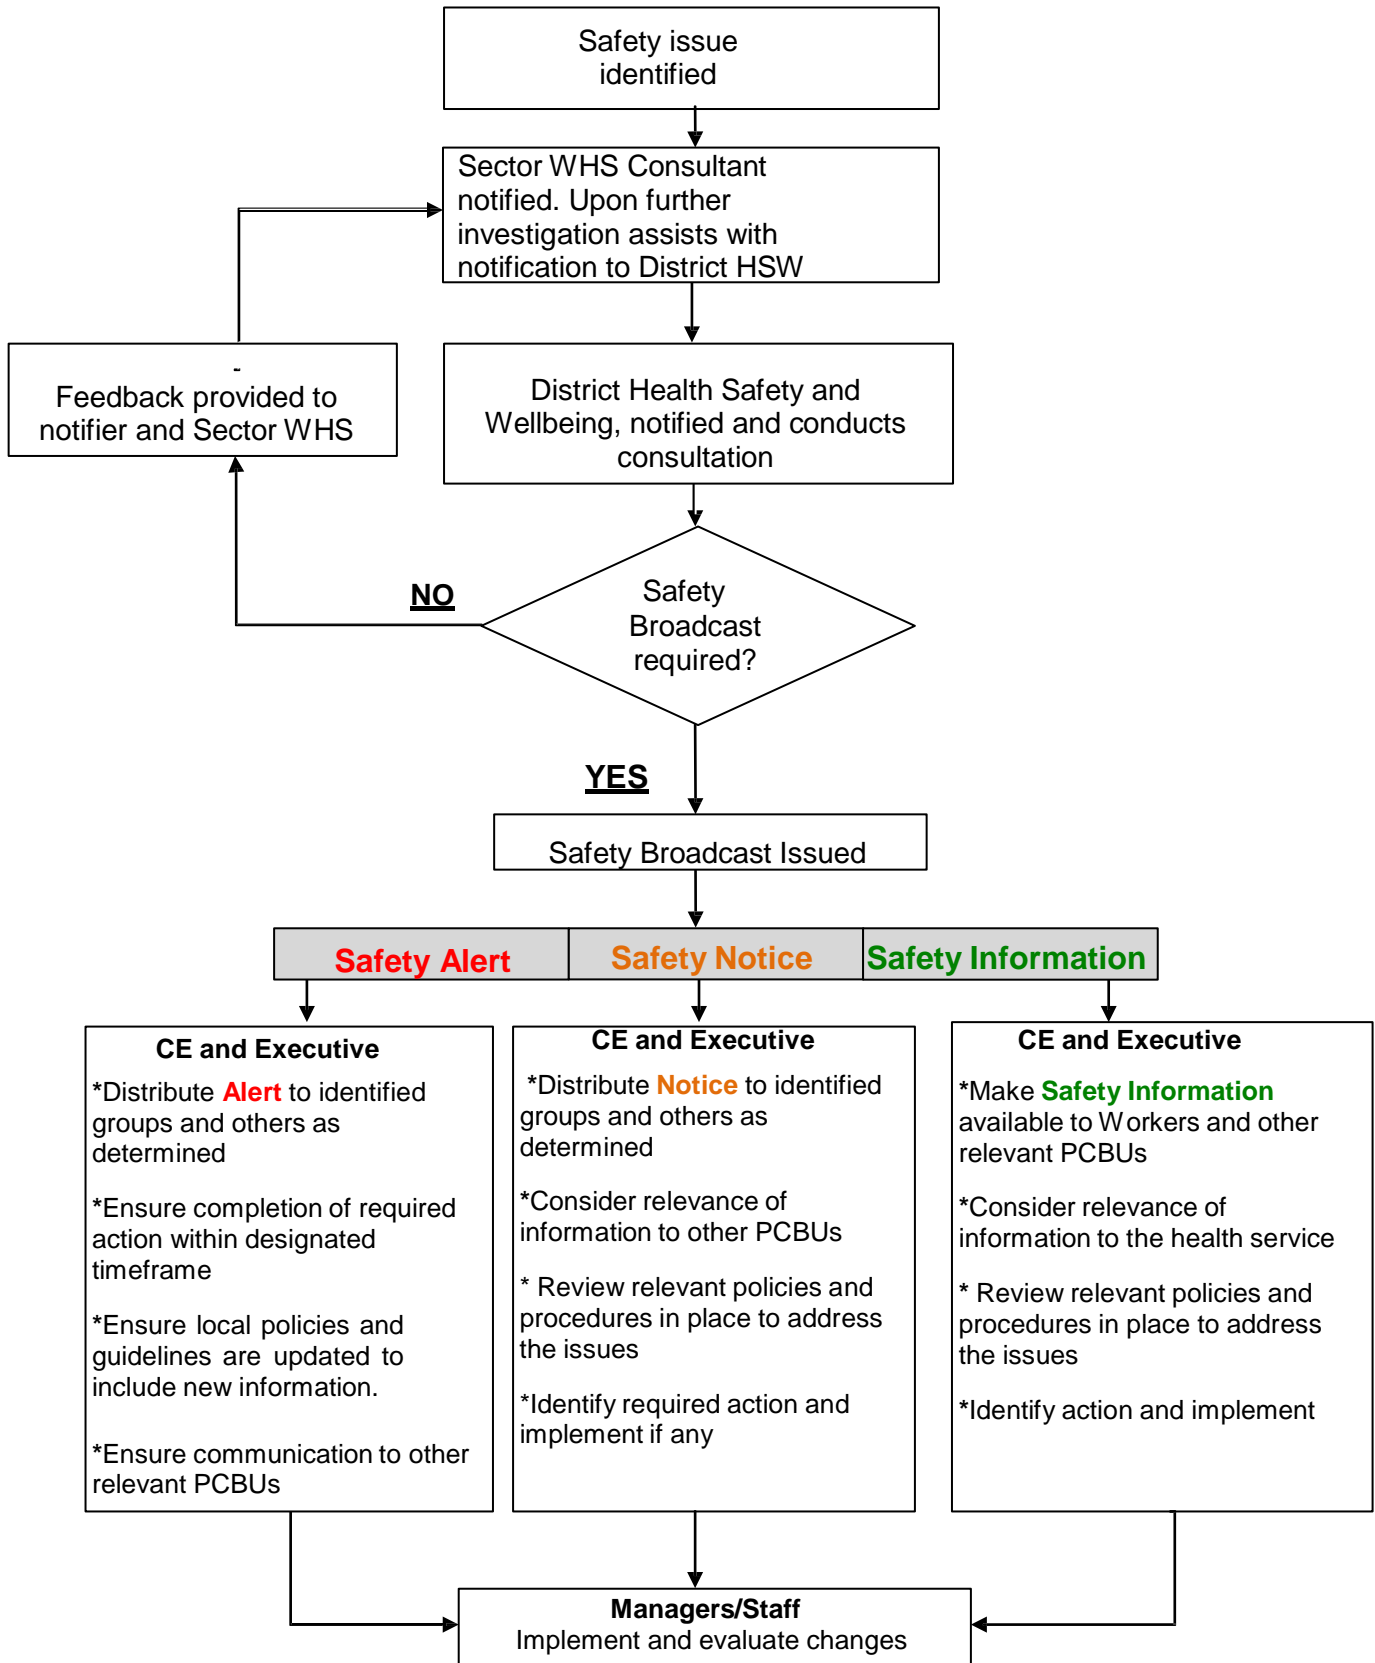 Safety issue
identified
Sector WHS Consultant
notified. Upon further
investigation assists with
notification to District HSW
-
Feedback provided to
notifier and Sector WHS
District Health Safety and
Wellbeing, notified and conducts
consultation
NO
Safety
Broadcast
required?
YES
Safety Broadcast Issued
Safety Alert
Safety Notice
Safety Information
CE and Executive
*Distribute Alert to identified
groups and others as
determined
*Ensure completion of required
action within designated
timeframe
*Ensure local policies and
guidelines are updated to
include new information.
*Ensure communication to other
relevant PCBUs
CE and Executive
*Distribute Notice to identified
groups and others as
determined
*Consider relevance of
information to other PCBUs
* Review relevant policies and
procedures in place to address
the issues
*Identify required action and
implement if any
CE and Executive
*Make Safety Information
available to Workers and other
relevant PCBUs
*Consider relevance of
information to the health service
* Review relevant policies and
procedures in place to address
the issues
*Identify action and implement
Managers/Staff
Implement and evaluate changes